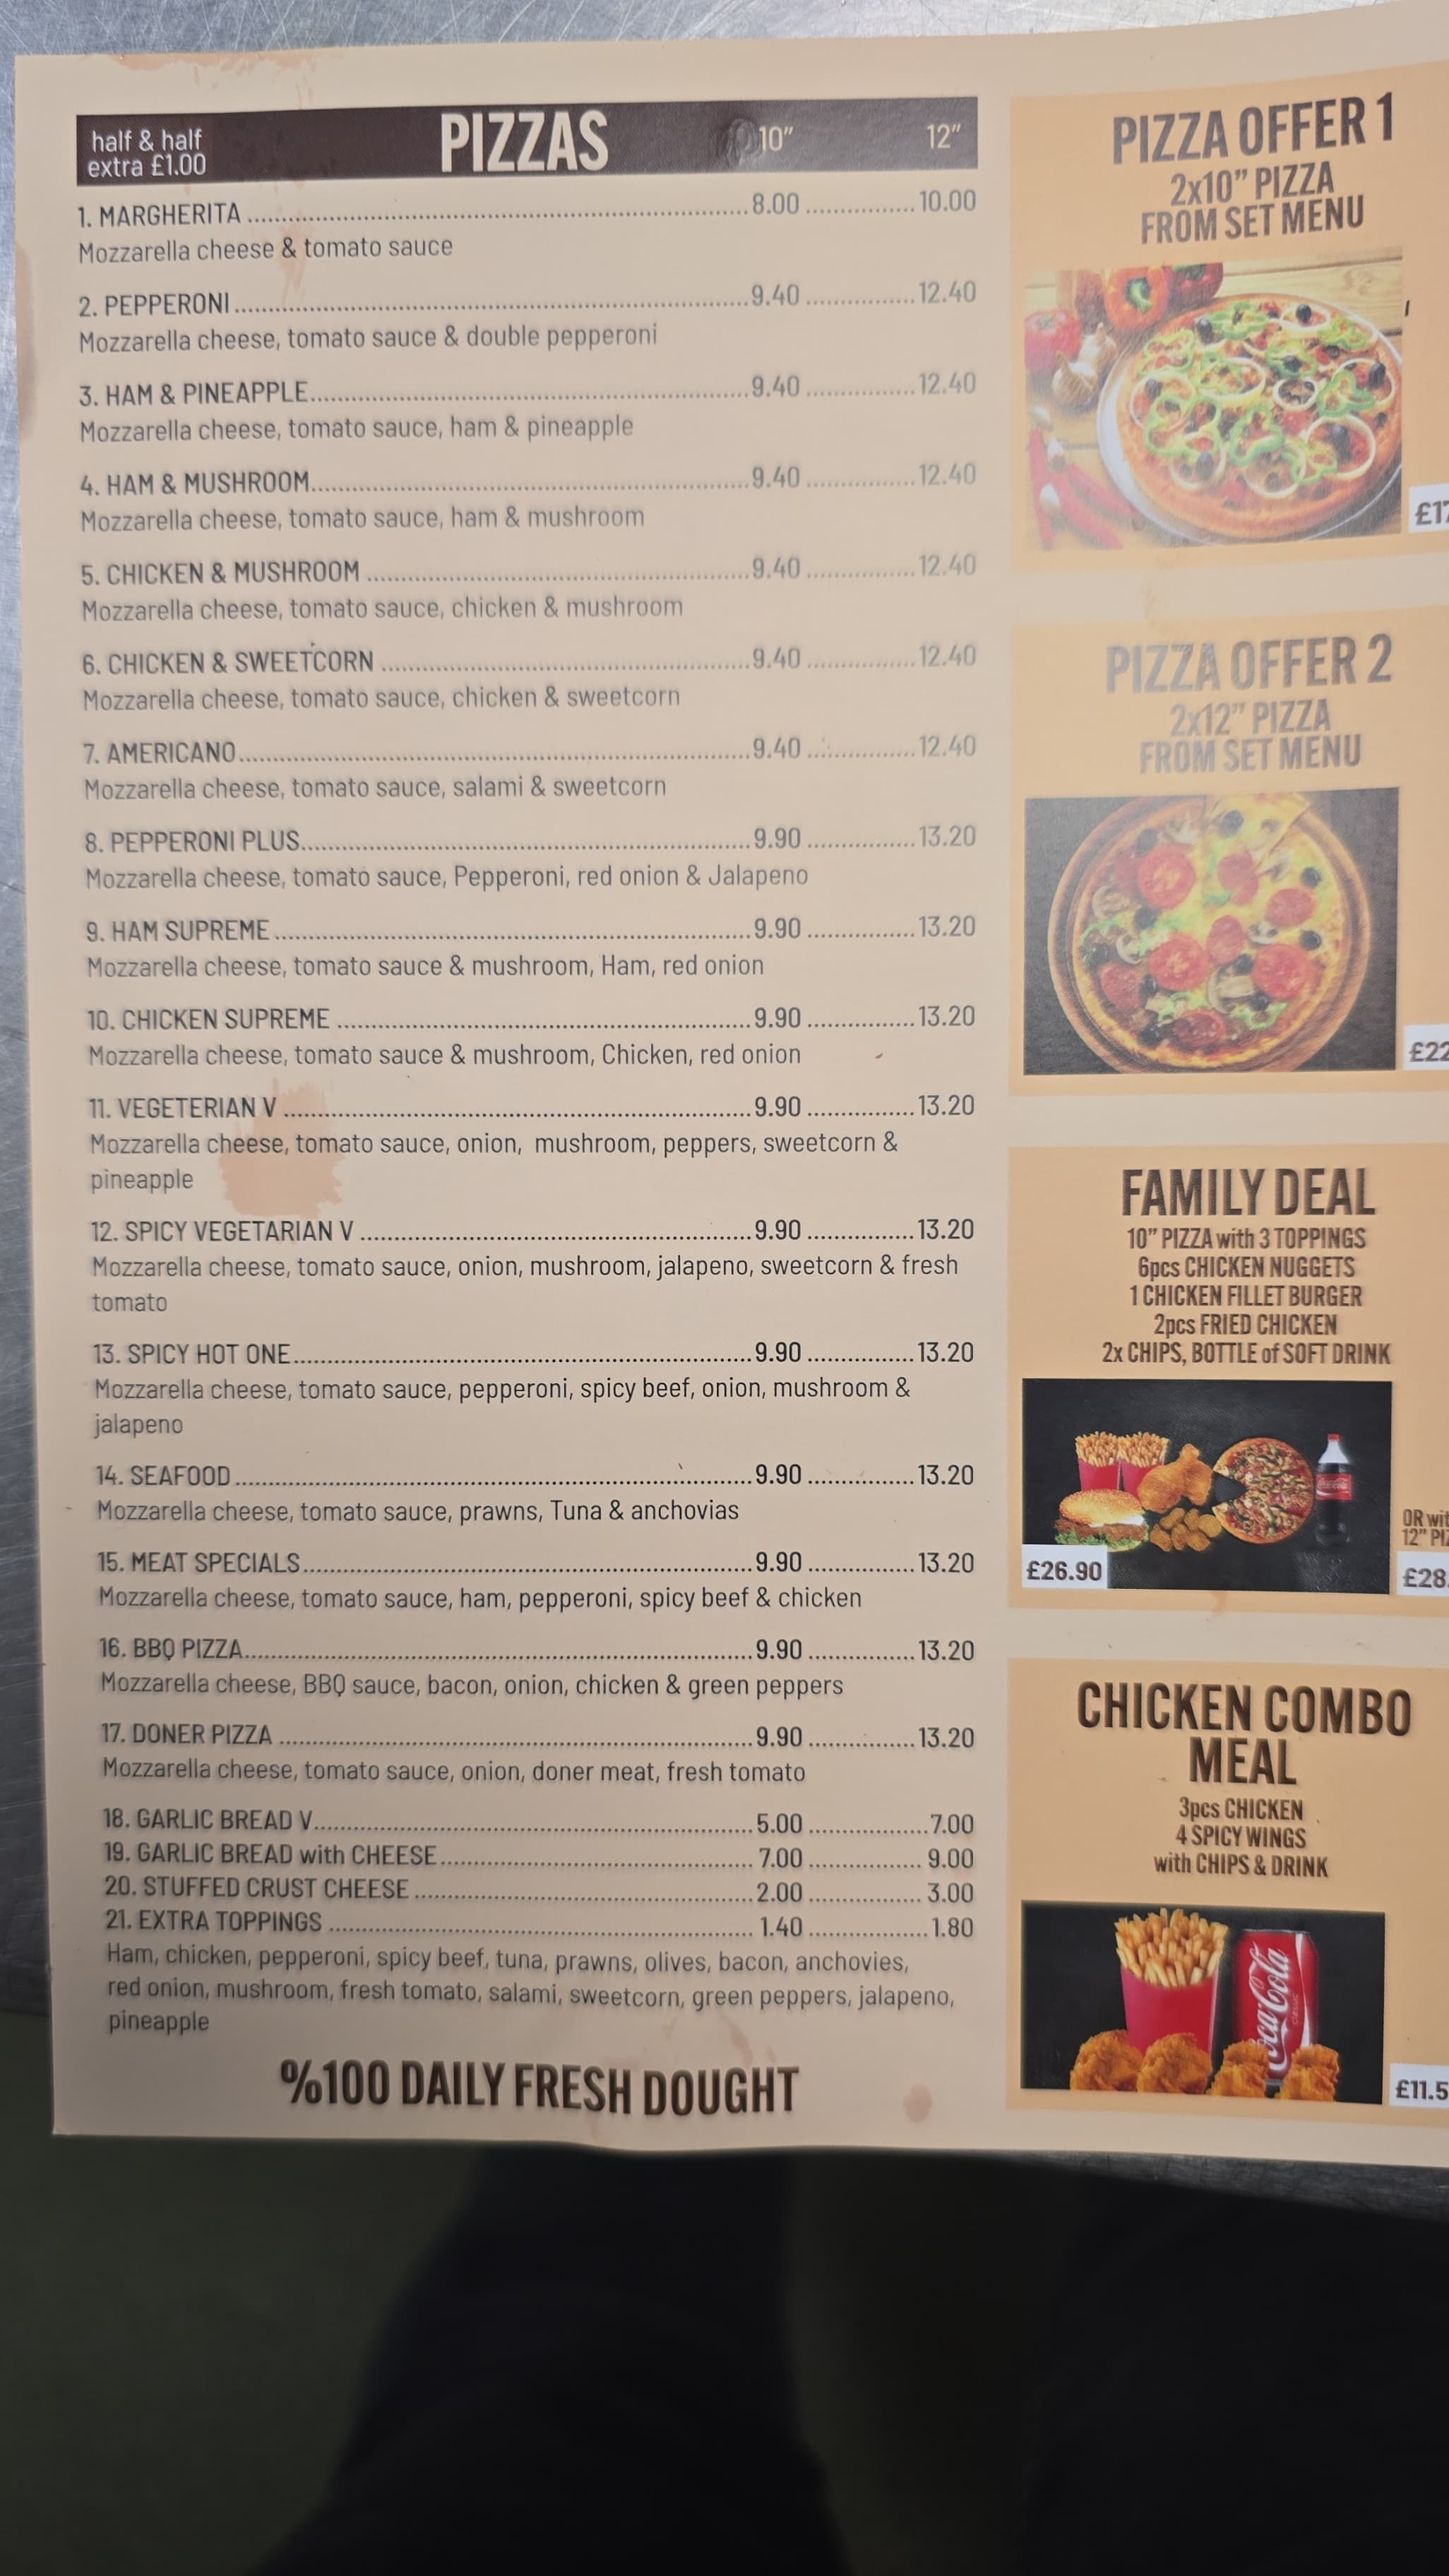 half & half
extra £1.00
PIZZAS
10”
12”
1. MARGHERITA ........ 8.00 ........ 10.00
Mozzarella cheese & tomato sauce
2. PEPPERONI ........ 9.40 ........ 12.40
Mozzarella cheese, tomato sauce & double pepperoni
3. HAM & PINEAPPLE ........ 9.40 ........ 12.40
Mozzarella cheese, tomato sauce, ham & pineapple
4. HAM & MUSHROOM ........ 9.40 ........ 12.40
Mozzarella cheese, tomato sauce, ham & mushroom
5. CHICKEN & MUSHROOM ........ 9.40 ........ 12.40
Mozzarella cheese, tomato sauce, chicken & mushroom
6. CHICKEN & SWEETCORN ........ 9.40 ........ 12.40
Mozzarella cheese, tomato sauce, chicken & sweetcorn
7. AMERICANO ........ 9.40 ........ 12.40
Mozzarella cheese, tomato sauce, salami & sweetcorn
8. PEPPERONI PLUS ........ 9.90 ........ 13.20
Mozzarella cheese, tomato sauce, Pepperoni, red onion & Jalapeno
9. HAM SUPREME ........ 9.90 ........ 13.20
Mozzarella cheese, tomato sauce & mushroom, Ham, red onion
10. CHICKEN SUPREME ........ 9.90 ........ 13.20
Mozzarella cheese, tomato sauce & mushroom, Chicken, red onion
11. VEGETERIAN V ........ 9.90 ........ 13.20
Mozzarella cheese, tomato sauce, onion, mushroom, peppers, sweetcorn &
pineapple
12. SPICY VEGETARIAN V ........ 9.90 ........ 13.20
Mozzarella cheese, tomato sauce, onion, mushroom, jalapeno, sweetcorn & fresh
tomato
13. SPICY HOT ONE ........ 9.90 ........ 13.20
Mozzarella cheese, tomato sauce, pepperoni, spicy beef, onion, mushroom &
jalapeno
14. SEAFOOD ........ 9.90 ........ 13.20
Mozzarella cheese, tomato sauce, prawns, Tuna & anchovias
15. MEAT SPECIALS ........ 9.90 ........ 13.20
Mozzarella cheese, tomato sauce, ham, pepperoni, spicy beef & chicken
16. BBQ PIZZA ........ 9.90 ........ 13.20
Mozzarella cheese, BBQ sauce, bacon, onion, chicken & green peppers
17. DONER PIZZA ........ 9.90 ........ 13.20
Mozzarella cheese, tomato sauce, onion, doner meat, fresh tomato
18. GARLIC BREAD V ........ 5.00 ........ 7.00
19. GARLIC BREAD with CHEESE ........ 7.00 ........ 9.00
20. STUFFED CRUST CHEESE ........ 2.00 ........ 3.00
21. EXTRA TOPPINGS ........ 1.40 ........ 1.80
Ham, chicken, pepperoni, spicy beef, tuna, prawns, olives, bacon, anchovies,
red onion, mushroom, fresh tomato, salami, sweetcorn, green peppers, jalapeno,
pineapple
%100 DAILY FRESH DOUGHT
PIZZA OFFER 1
2x10” PIZZA
FROM SET MENU
£17
PIZZA OFFER 2
2x12” PIZZA
FROM SET MENU
£22
FAMILY DEAL
10” PIZZA with 3 TOPPINGS
6pcs CHICKEN NUGGETS
1 CHICKEN FILLET BURGER
2pcs FRIED CHICKEN
2x CHIPS, BOTTLE of SOFT DRINK
£26.90
OR wit
12” PIZ
£28.
CHICKEN COMBO
MEAL
3pcs CHICKEN
4 SPICY WINGS
with CHIPS & DRINK
Coca-Cola
classic
£11.5